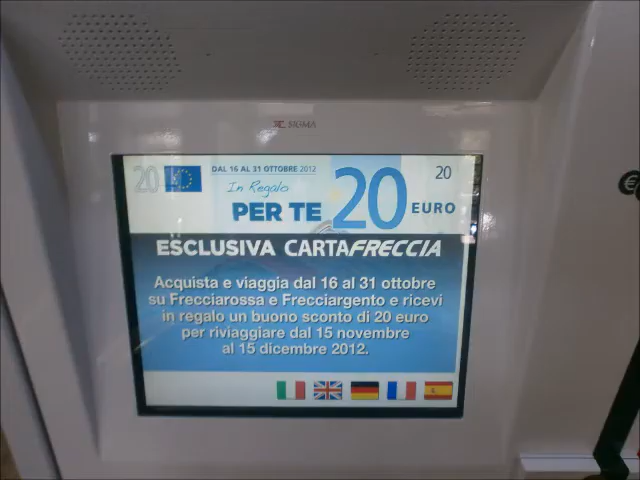 SIGMA
20
DAL 16 AL 31 OTTOBRE 2012
20
In Regalo
PER TE 20 EURO
ESCLUSIVA CARTAFRECCIA
Acquista e viaggia dal 16 al 31 ottobre
su Frecciarossa e Frecciargento e ricevi
in regalo un buono sconto di 20 euro
per riviaggiare dal 15 novembre
al 15 dicembre 2012.